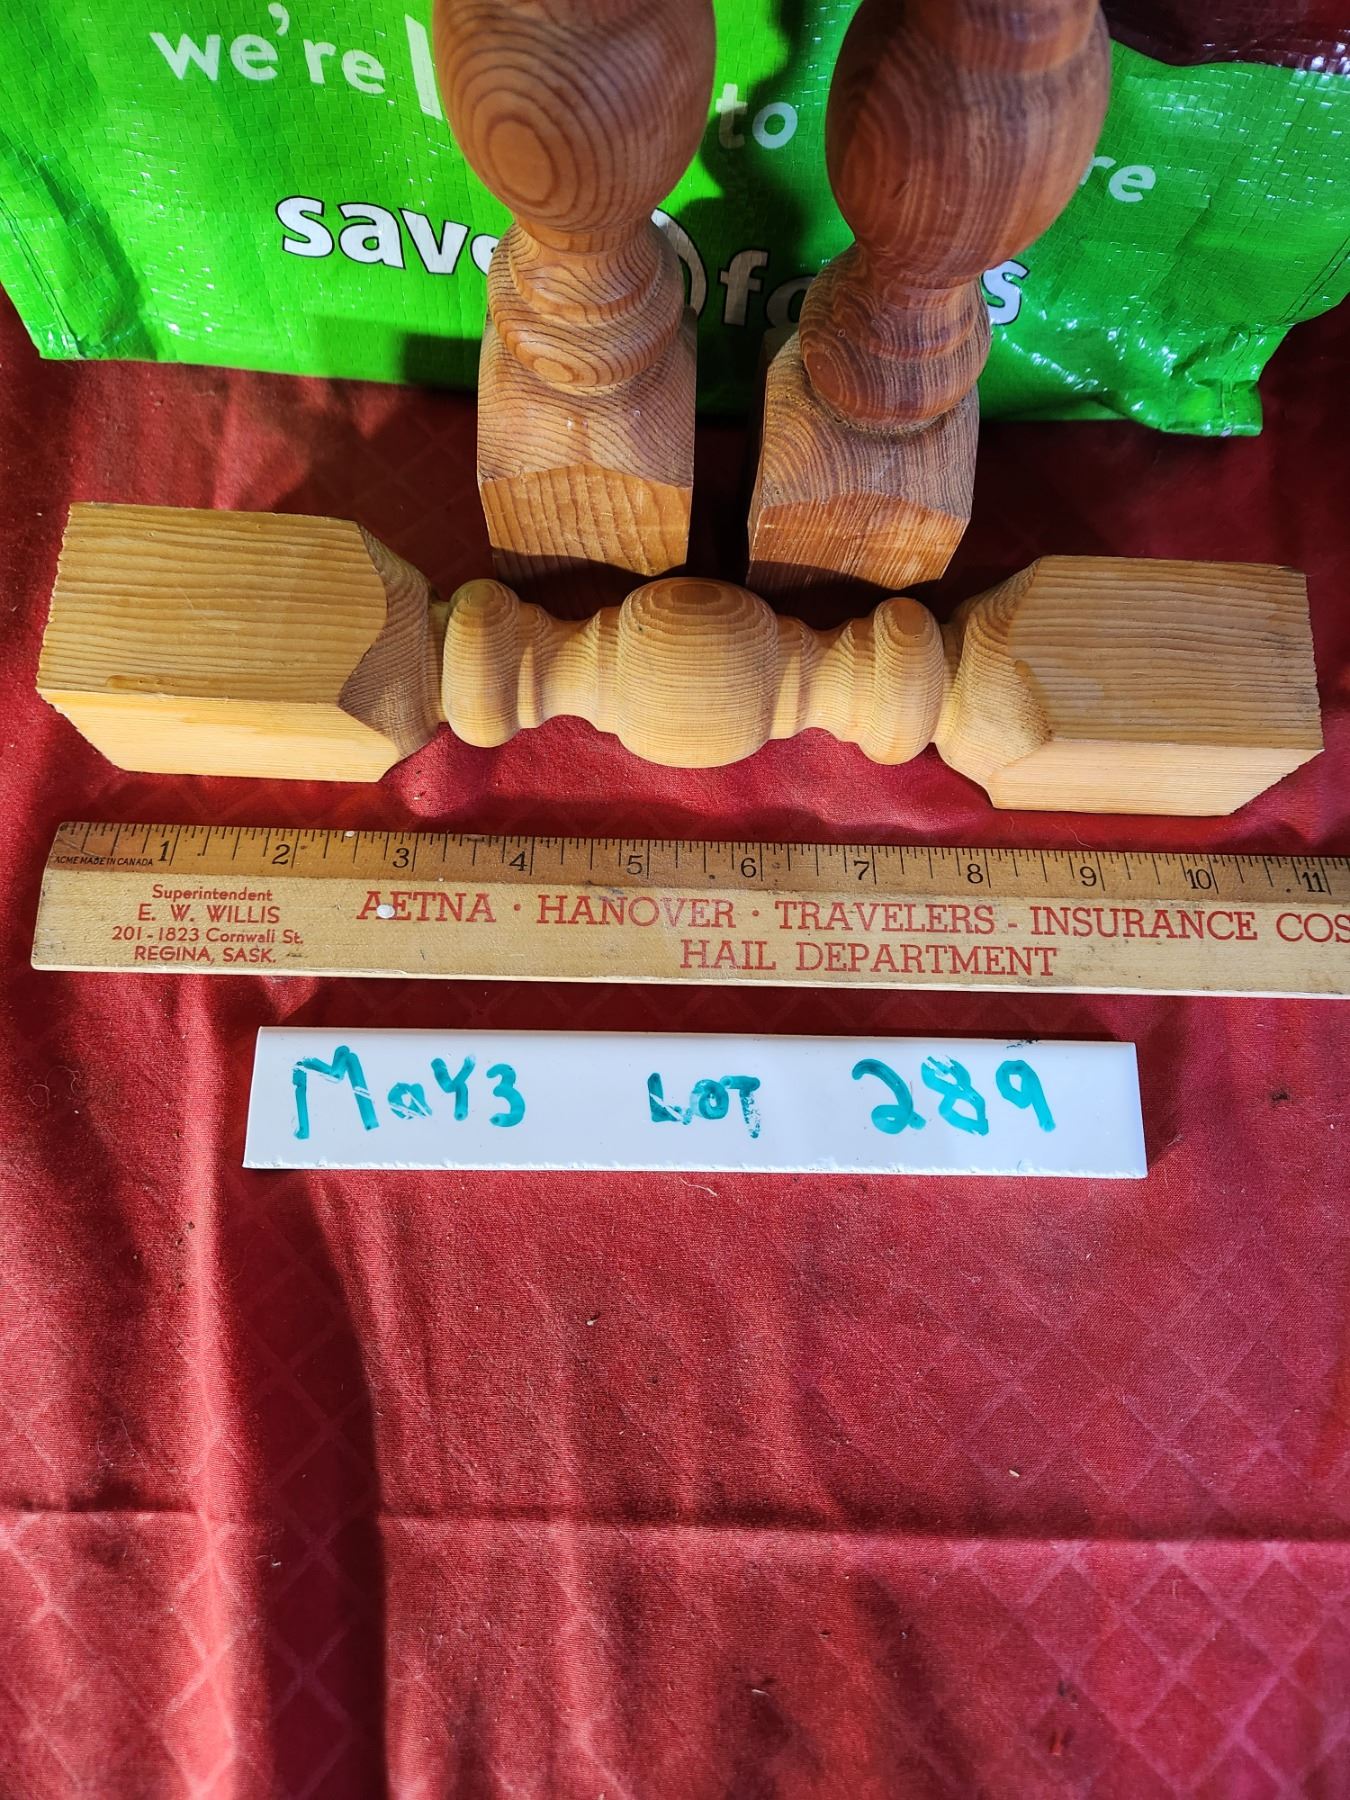 we're to
re
save foods
1 2 3 4 5 6 7 8 9 10 11
ACME MADE IN CANADA
Superintendent
E. W. WILLIS
201-1823 Cornwall St.
REGINA, SASK.
AETNA · HANOVER · TRAVELERS - INSURANCE COS
HAIL DEPARTMENT
MaY3 LOT 289